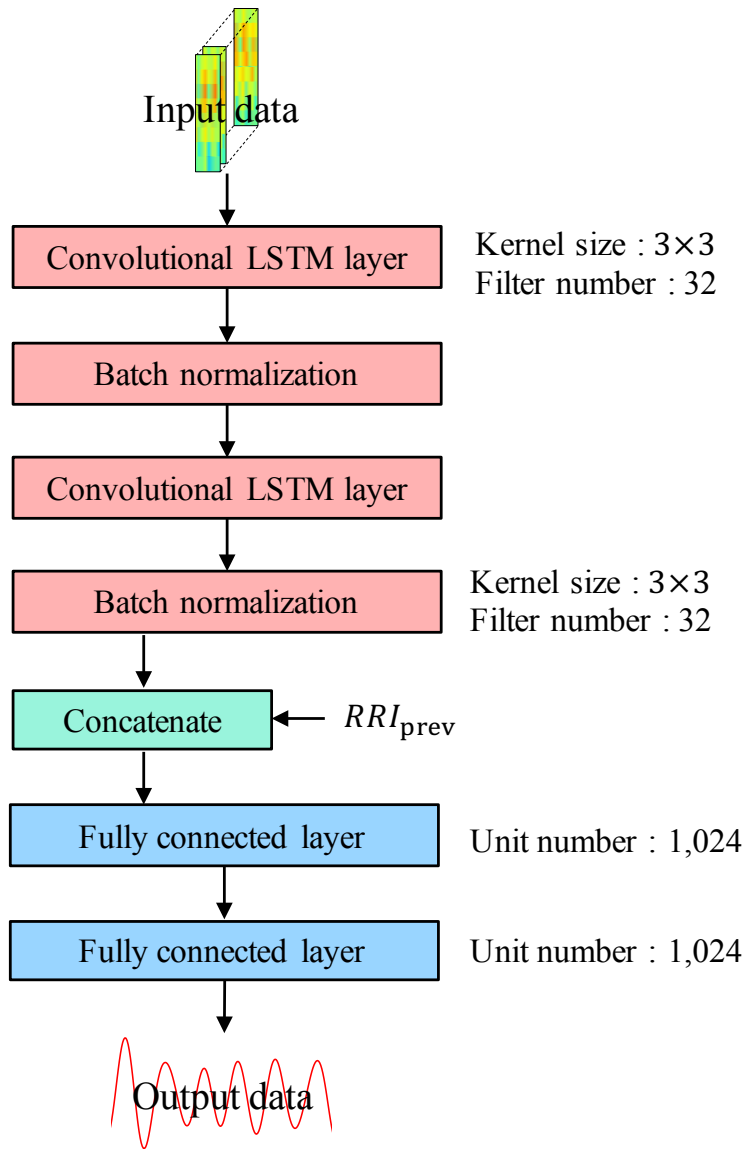 Input data
Convolutional LSTM layer
Kernel size : 3×3
Filter number : 32
Batch normalization
Convolutional LSTM layer
Batch normalization
Kernel size : 3×3
Filter number : 32
Concatenate
RRIprev
Fully connected layer
Unit number : 1,024
Fully connected layer
Unit number : 1,024
Output data